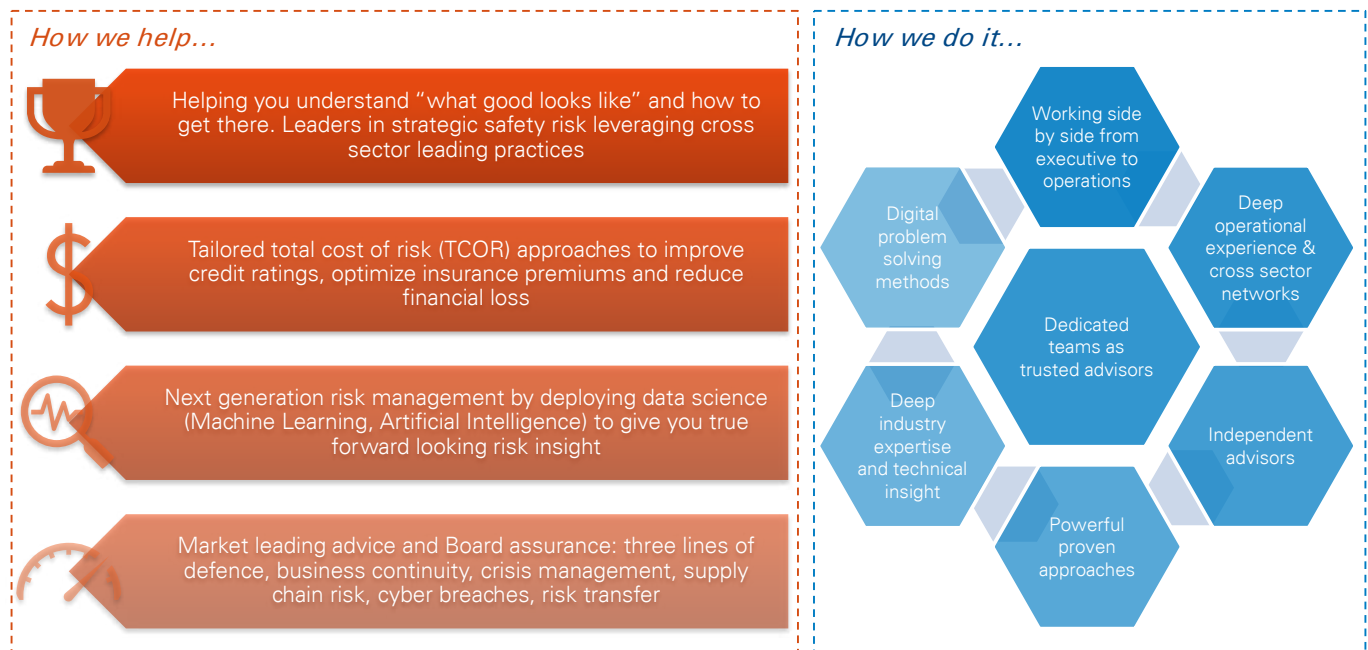 How we help...
Helping you understand “what good looks like” and how to
get there. Leaders in strategic safety risk leveraging cross
sector leading practices
Tailored total cost of risk (TCOR) approaches to improve
credit ratings, optimize insurance premiums and reduce
financial loss
Next generation risk management by deploying data science
(Machine Learning, Artificial Intelligence) to give you true
forward looking risk insight
Market leading advice and Board assurance: three lines of
defence, business continuity, crisis management, supply
chain risk, cyber breaches, risk transfer
How we do it...
Working side
by side from
executive to
operations
Deep
operational
experience &
cross sector
networks
Independent
advisors
Powerful
proven
approaches
Deep
industry
expertise
and technical
insight
Digital
problem
solving
methods
Dedicated
teams as
trusted advisors